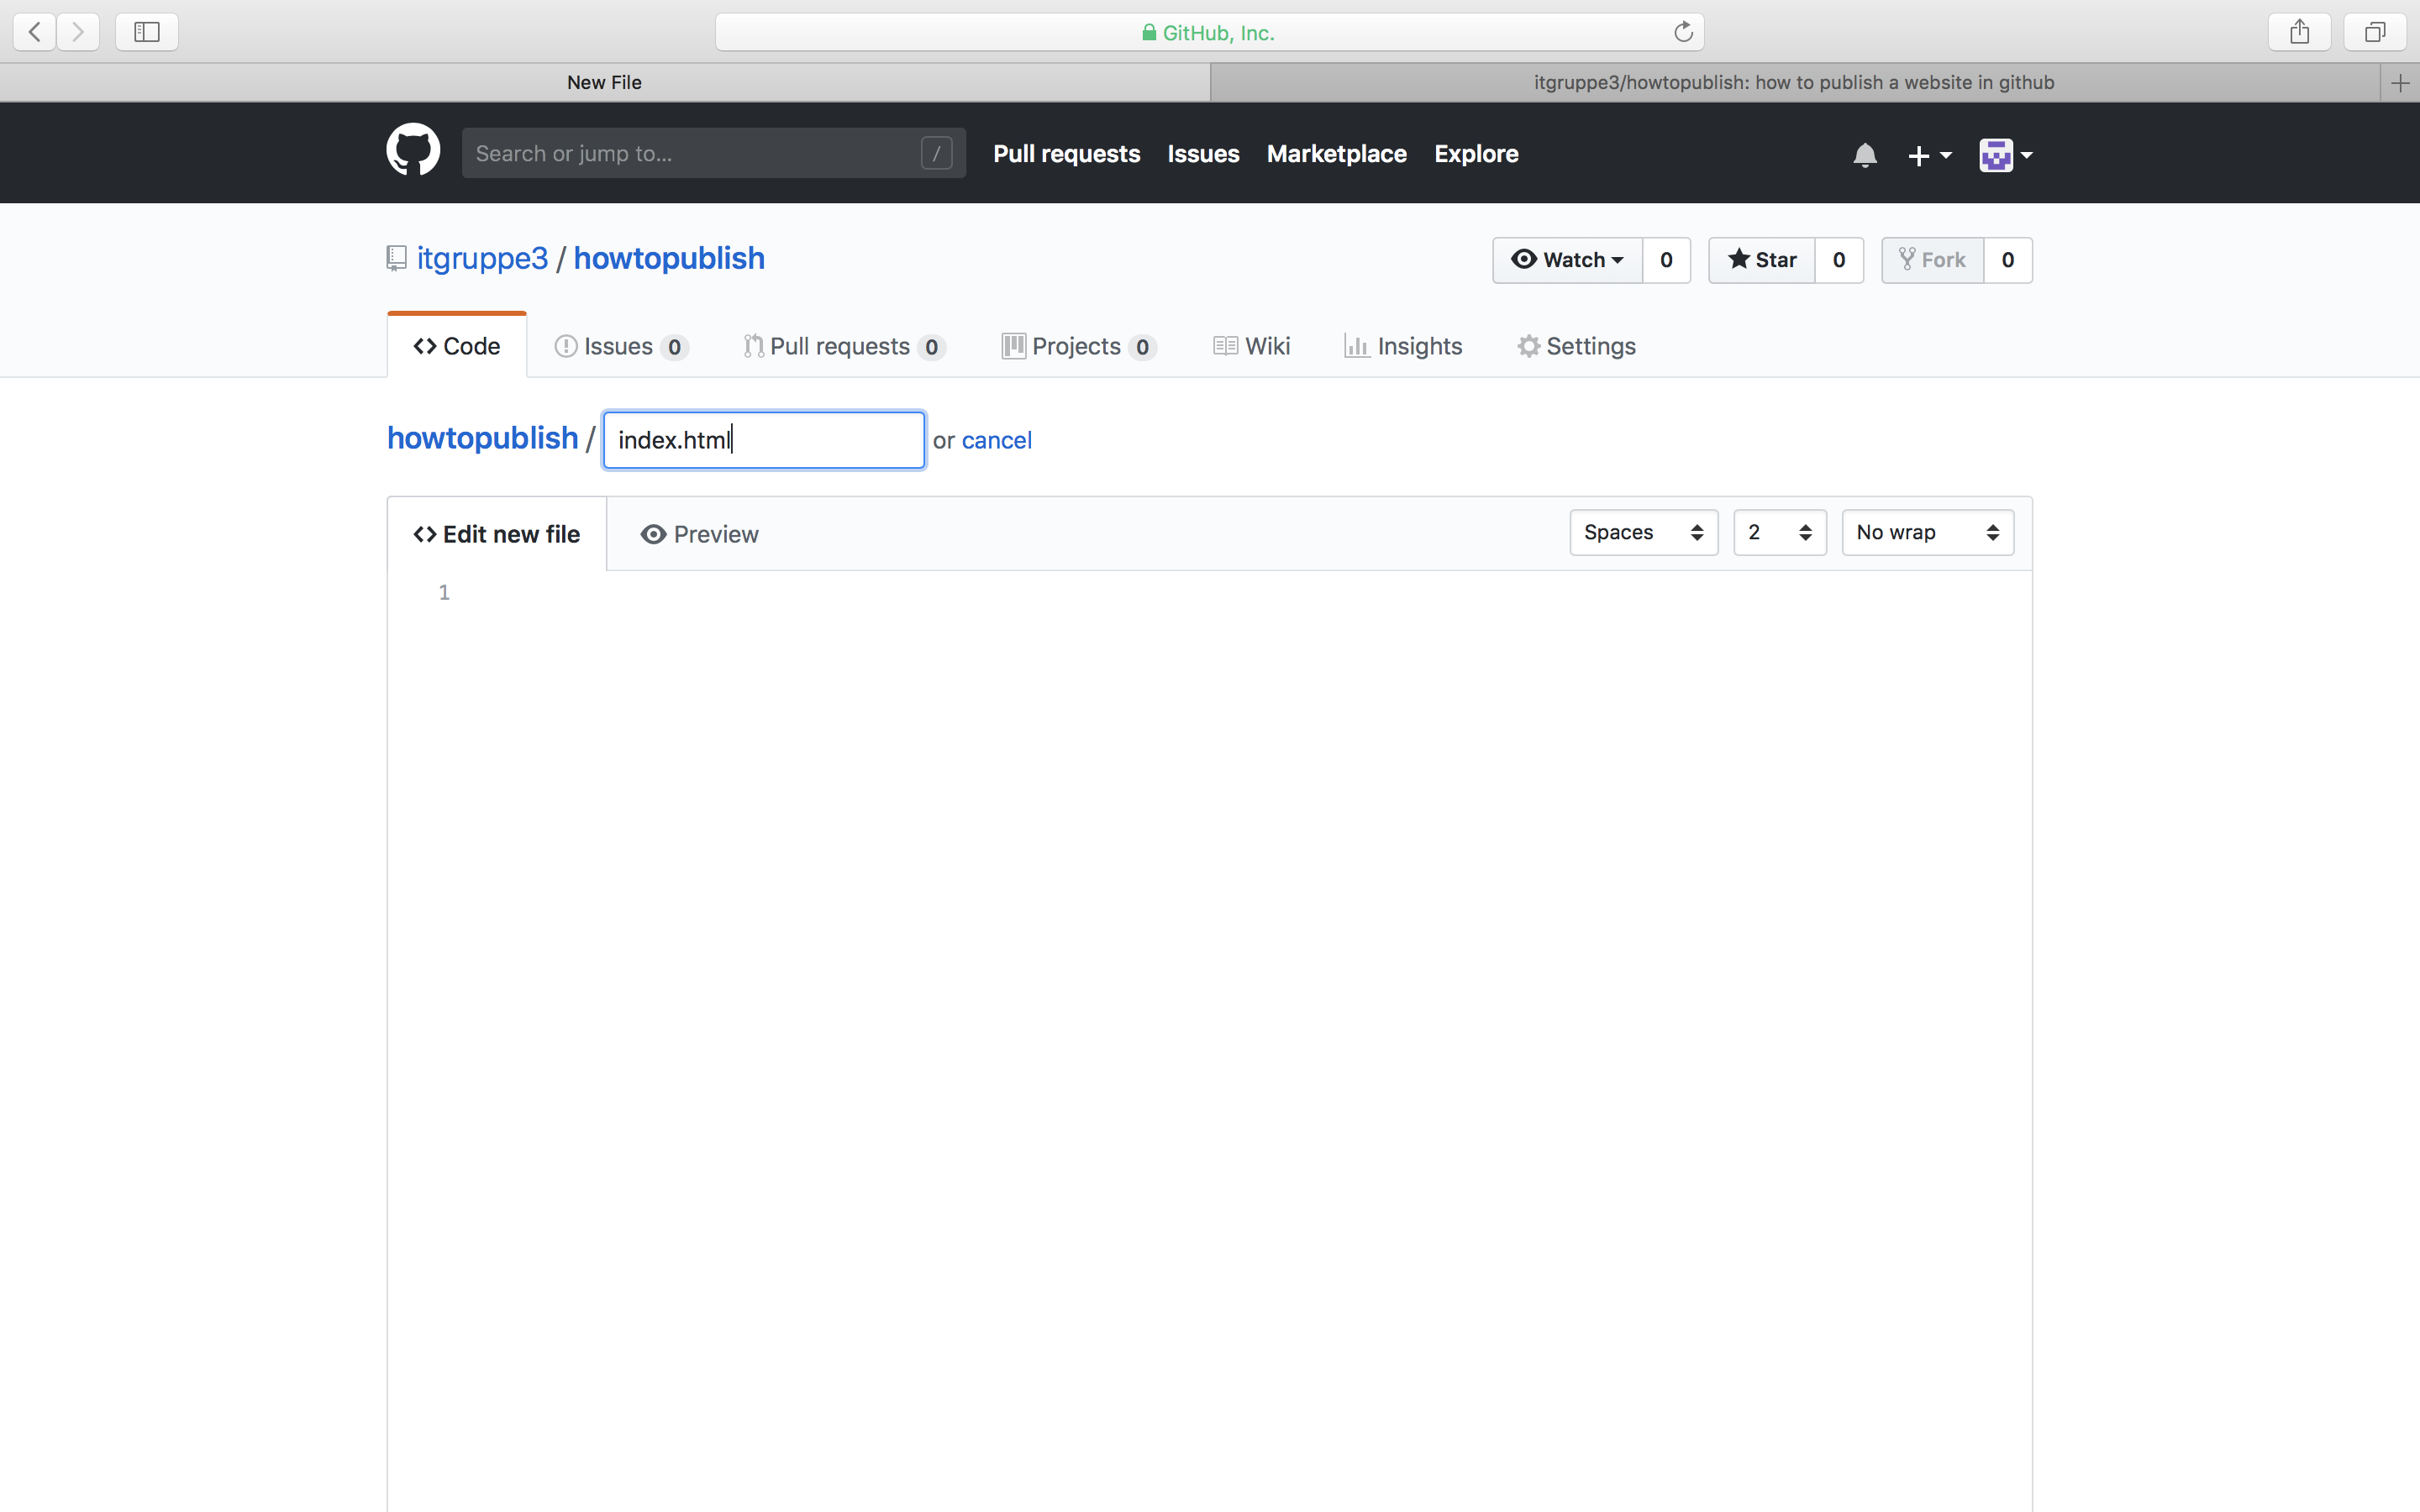 GitHub, Inc.
New File
itgruppe3/howtopublish: how to publish a website in github
Search or jump to... /
Pull requests Issues Marketplace Explore
itgruppe3 / howtopublish
Watch 0 Star 0 Fork 0
Code Issues 0 Pull requests 0 Projects 0 Wiki Insights Settings
howtopublish / index.html or cancel
Edit new file Preview Spaces 2 No wrap
1